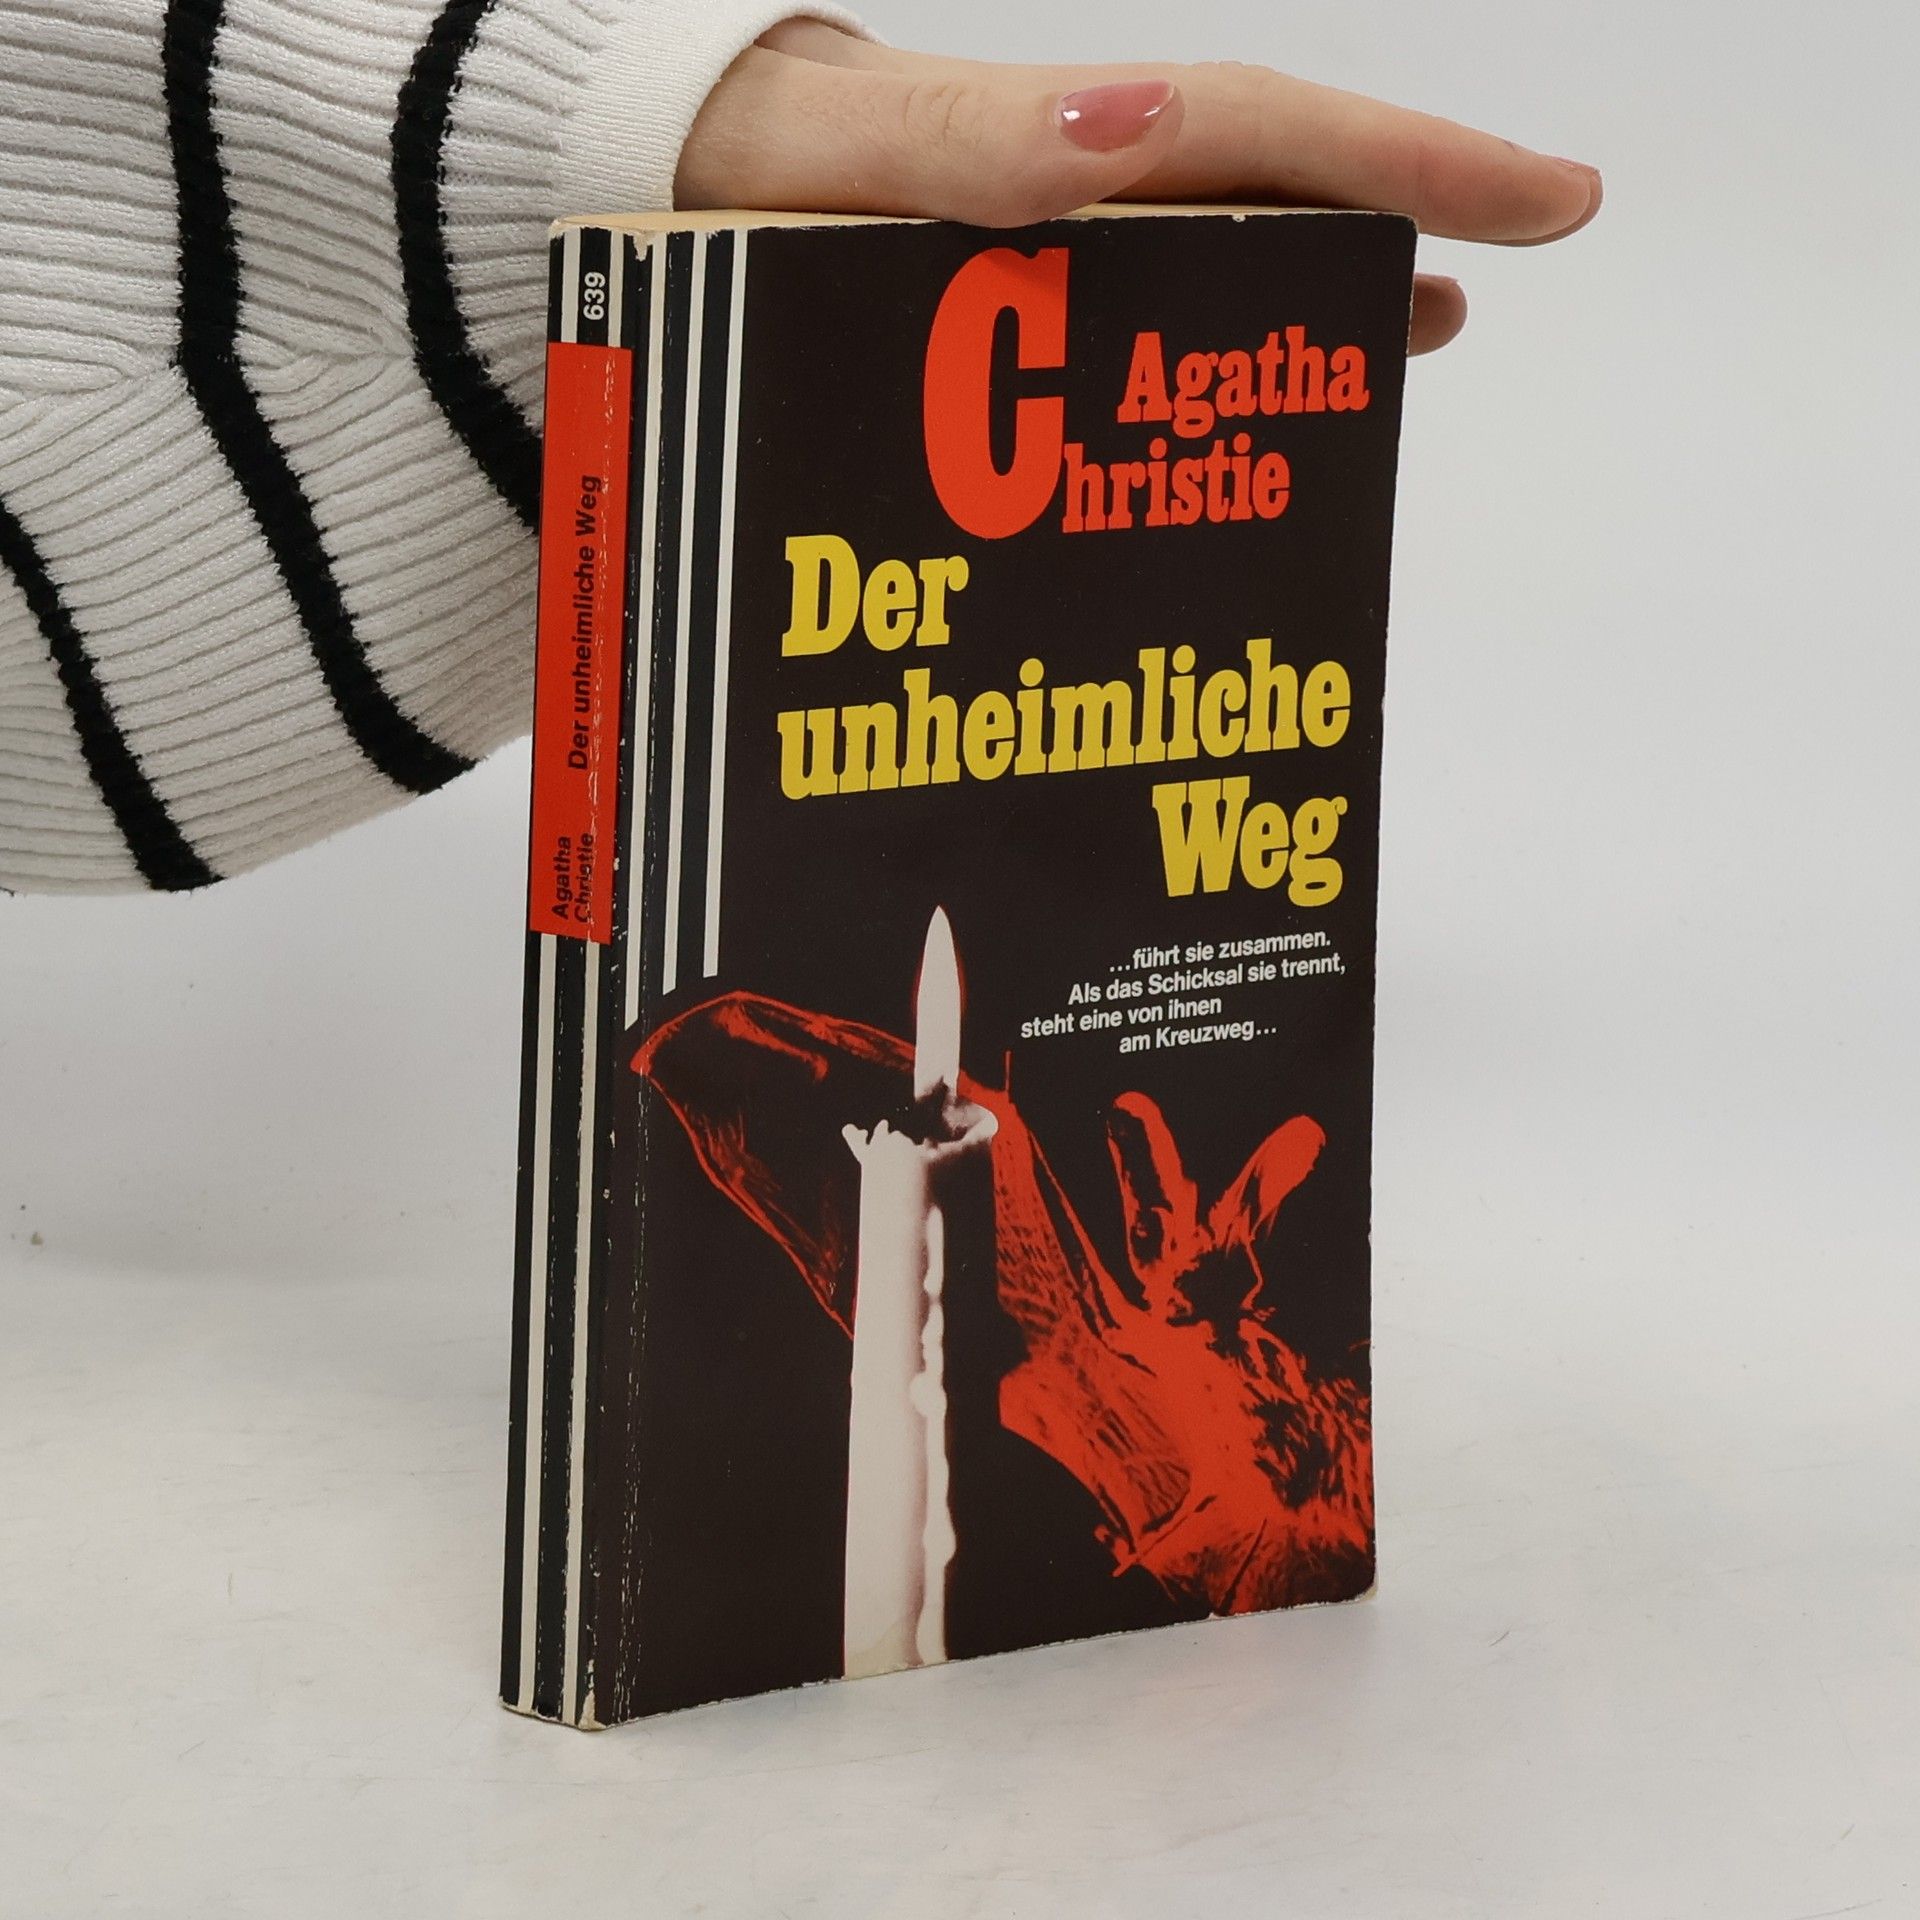 639
Agatha
Christie
Der unheimliche Weg
Agatha
Christie
Der
unheimliche
Weg
...führt sie zusammen.
Als das Schicksal sie trennt,
steht eine von ihnen
am Kreuzweg...